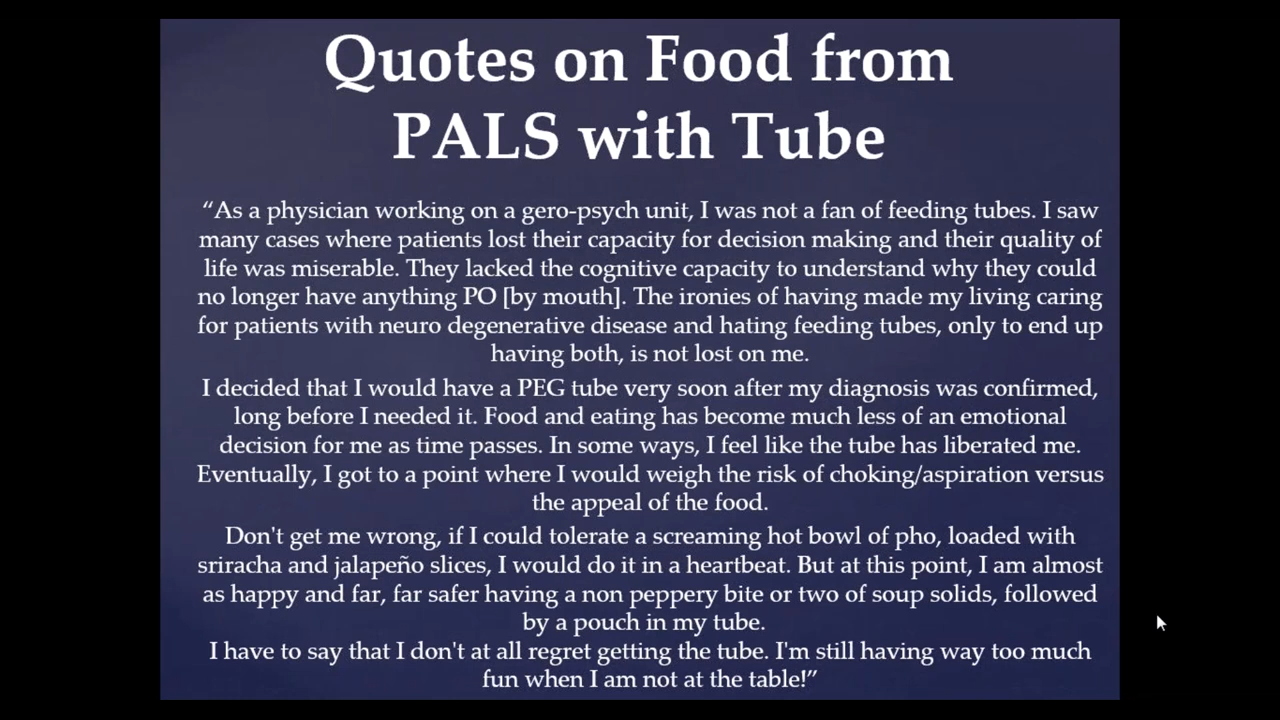 Quotes on Food from
PALS with Tube
“As a physician working on a gero-psych unit, I was not a fan of feeding tubes. I saw
many cases where patients lost their capacity for decision making and their quality of
life was miserable. They lacked the cognitive capacity to understand why they could
no longer have anything PO [by mouth]. The ironies of having made my living caring
for patients with neuro degenerative disease and hating feeding tubes, only to end up
having both, is not lost on me.
I decided that I would have a PEG tube very soon after my diagnosis was confirmed,
long before I needed it. Food and eating has become much less of an emotional
decision for me as time passes. In some ways, I feel like the tube has liberated me.
Eventually, I got to a point where I would weigh the risk of choking/aspiration versus
the appeal of the food.
Don't get me wrong, if I could tolerate a screaming hot bowl of pho, loaded with
sriracha and jalapeño slices, I would do it in a heartbeat. But at this point, I am almost
as happy and far, far safer having a non peppery bite or two of soup solids, followed
by a pouch in my tube.
I have to say that I don't at all regret getting the tube. I'm still having way too much
fun when I am not at the table!”